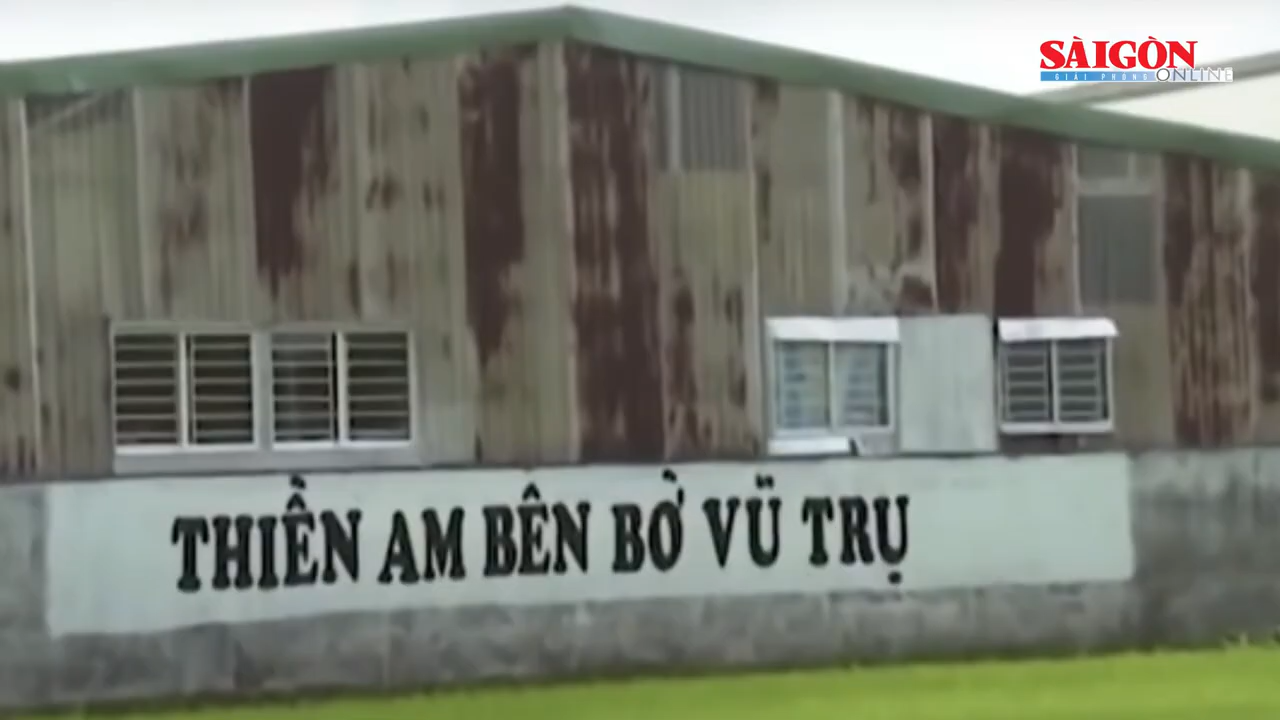 SÀIGÒN
GIẢI PHÓNG ONLINE
THIỀN AM BÊN BỜ VŨ TRỤ